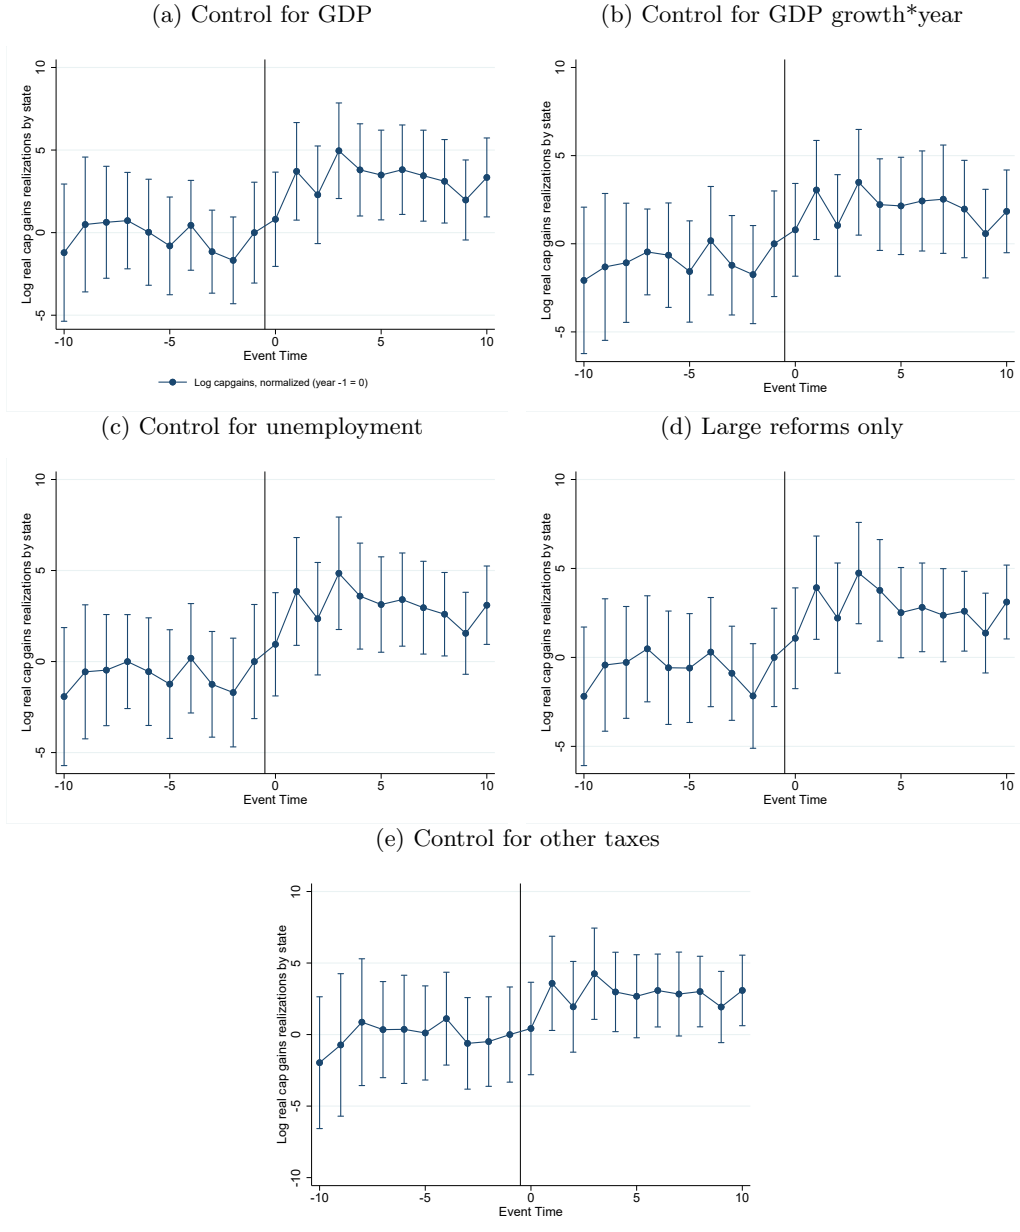 (a) Control for GDP
Log real cap gains realizations by state
10
5
0
-5
-10 -5 0 5 10
Event Time
Log capgains, normalized (year -1 = 0)
(b) Control for GDP growth*year
Log real cap gains realizations by state
10
5
0
-5
-10 -5 0 5 10
Event Time
(c) Control for unemployment
Log real cap gains realizations by state
10
5
0
-5
-10 -5 0 5 10
Event Time
(d) Large reforms only
Log real cap gains realizations by state
10
5
0
-5
-10 -5 0 5 10
Event Time
(e) Control for other taxes
Log real cap gains realizations by state
10
5
0
-5
-10
-10 -5 0 5 10
Event Time